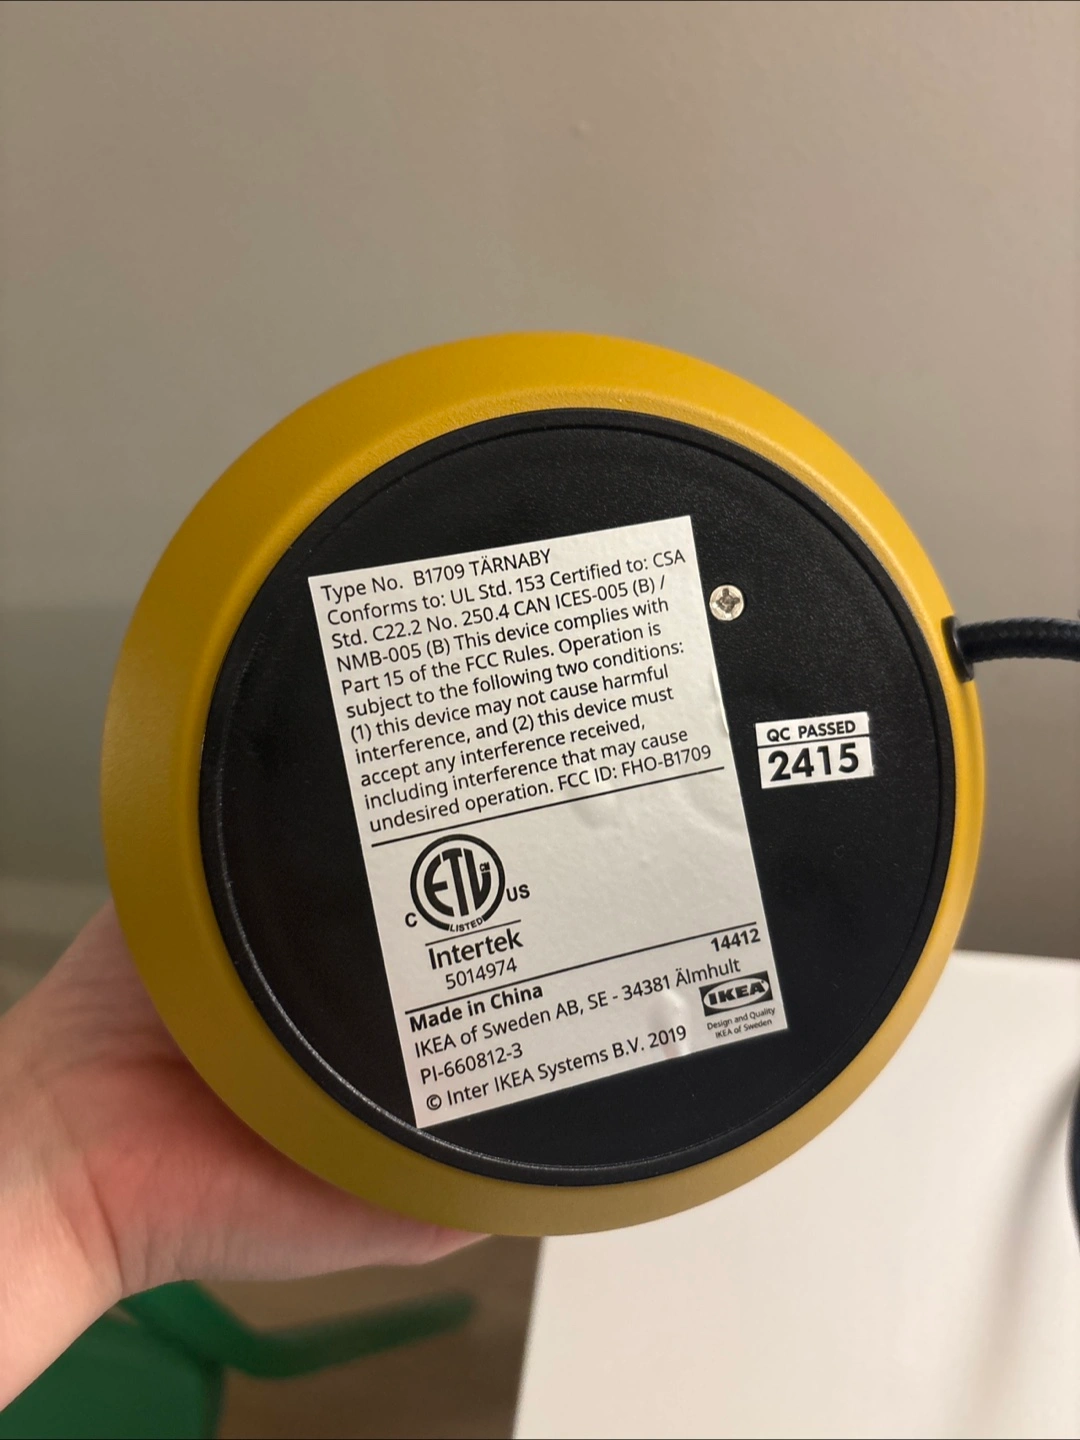 Type No. B1709 TÄRNABY
Conforms to: UL Std. 153 Certified to: CSA
Std. C22.2 No. 250.4 CAN ICES-005 (B) /
NMB-005 (B) This device complies with
Part 15 of the FCC Rules. Operation is
subject to the following two conditions:
(1) this device may not cause harmful
interference, and (2) this device must
accept any interference received,
including interference that may cause
undesired operation. FCC ID: FHO-B1709
QC PASSED
2415
ETL CM
C US
LISTED
Intertek
5014974
14412
Made in China
IKEA of Sweden AB, SE - 34381 Älmhult
PI-660812-3
© Inter IKEA Systems B.V. 2019
IKEA
Design and Quality
IKEA of Sweden